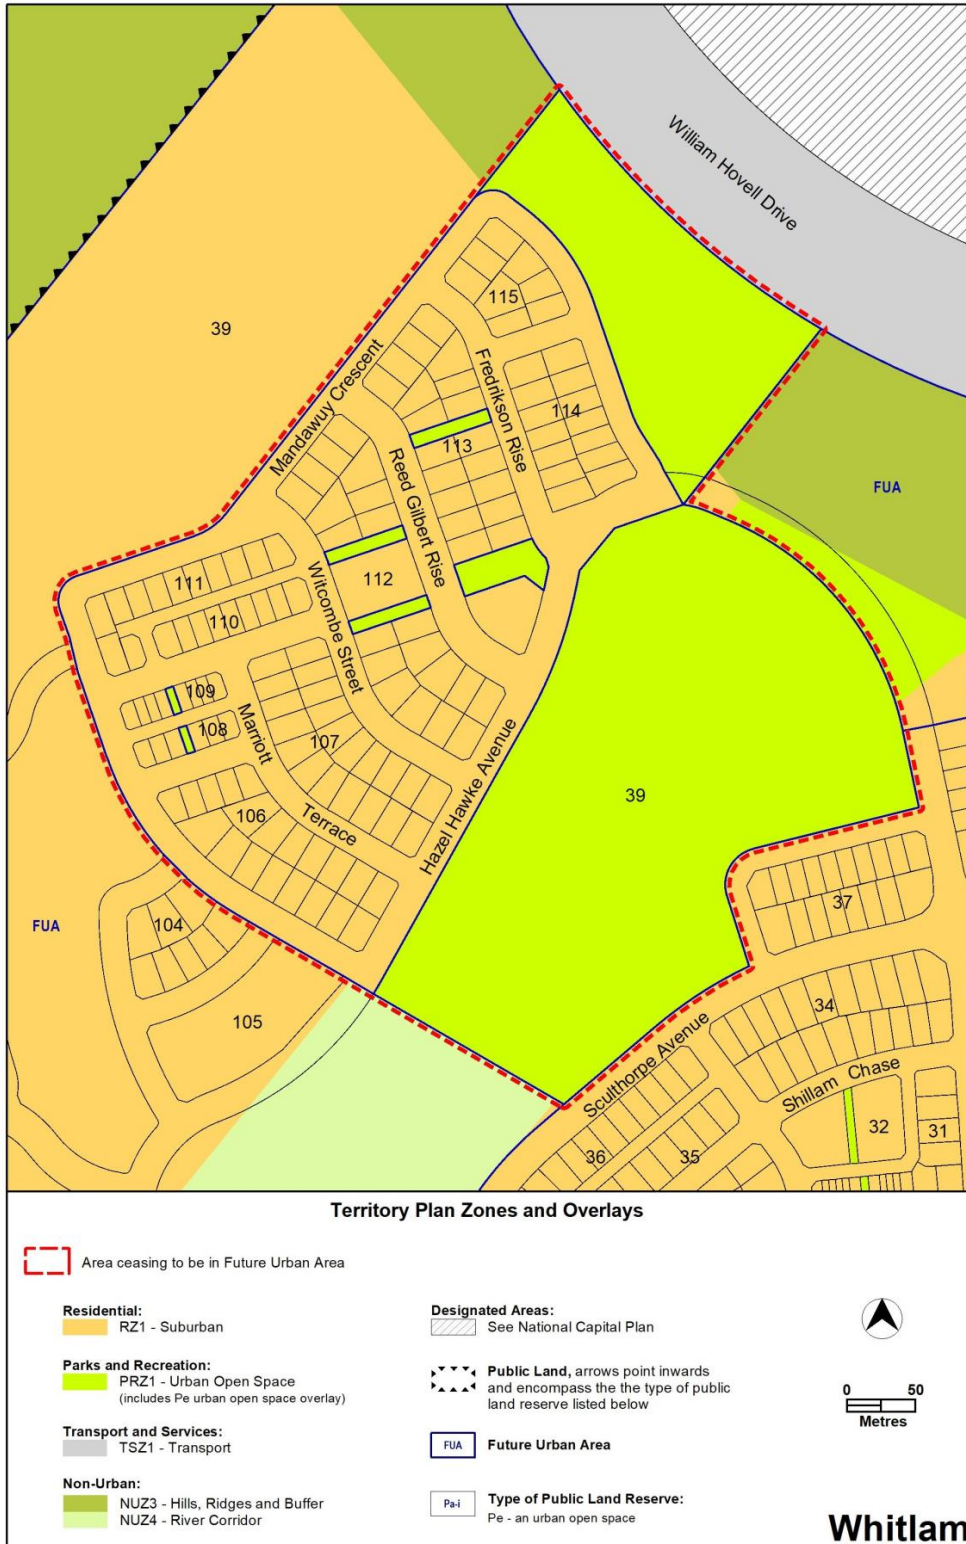 William Hovell Drive
39
115
Mandawuy Crescent
Fredrikson Rise
114
113
Reed Gilbert Rise
FUA
111
112
110
Witcombe Street
109
108
Marriott
Terrace
107
106
Hazel Hawke Avenue
39
37
FUA
104
105
34
Sculthorpe Avenue
Shillam Chase
32
31
36
35
Territory Plan Zones and Overlays
Area ceasing to be in Future Urban Area
Residential:
RZ1 - Suburban
Parks and Recreation:
PRZ1 - Urban Open Space
(includes Pe urban open space overlay)
Transport and Services:
TSZ1 - Transport
Non-Urban:
NUZ3 - Hills, Ridges and Buffer
NUZ4 - River Corridor
Designated Areas:
See National Capital Plan
Public Land, arrows point inwards
and encompass the the type of public
land reserve listed below
FUA
Future Urban Area
Pa-i
Type of Public Land Reserve:
Pe - an urban open space
0 50
Metres
Whitlam